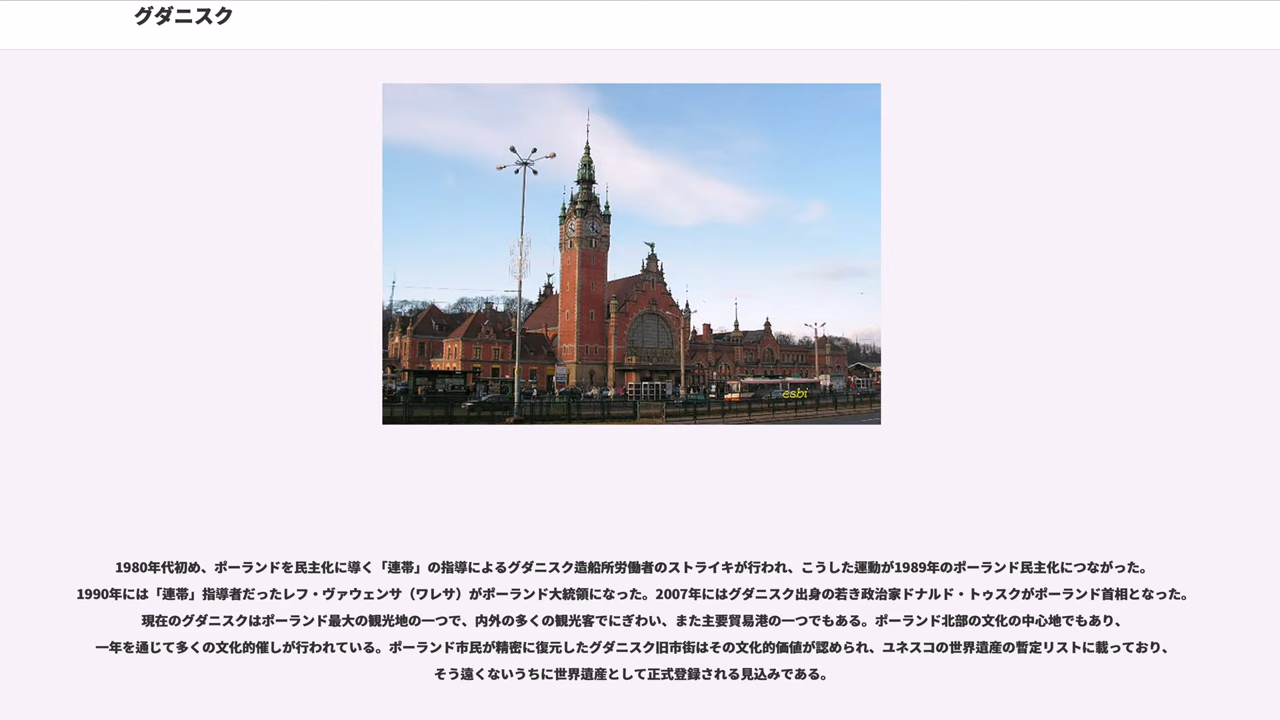 グダニスク
esbi
1980年代初め、ポーランドを民主化に導く「連帯」の指導によるグダニスク造船所労働者のストライキが行われ、こうした運動が1989年のポーランド民主化につながった。
1990年には「連帯」指導者だったレフ・ヴァウェンサ（ワレサ）がポーランド大統領になった。2007年にはグダニスク出身の若き政治家ドナルド・トゥスクがポーランド首相となった。
現在のグダニスクはポーランド最大の観光地の一つで、内外の多くの観光客でにぎわい、また主要貿易港の一つでもある。ポーランド北部の文化の中心地でもあり、
一年を通じて多くの文化的催しが行われている。ポーランド市民が精密に復元したグダニスク旧市街はその文化的価値が認められ、ユネスコの世界遺産の暫定リストに載っており、
そう遠くないうちに世界遺産として正式登録される見込みである。